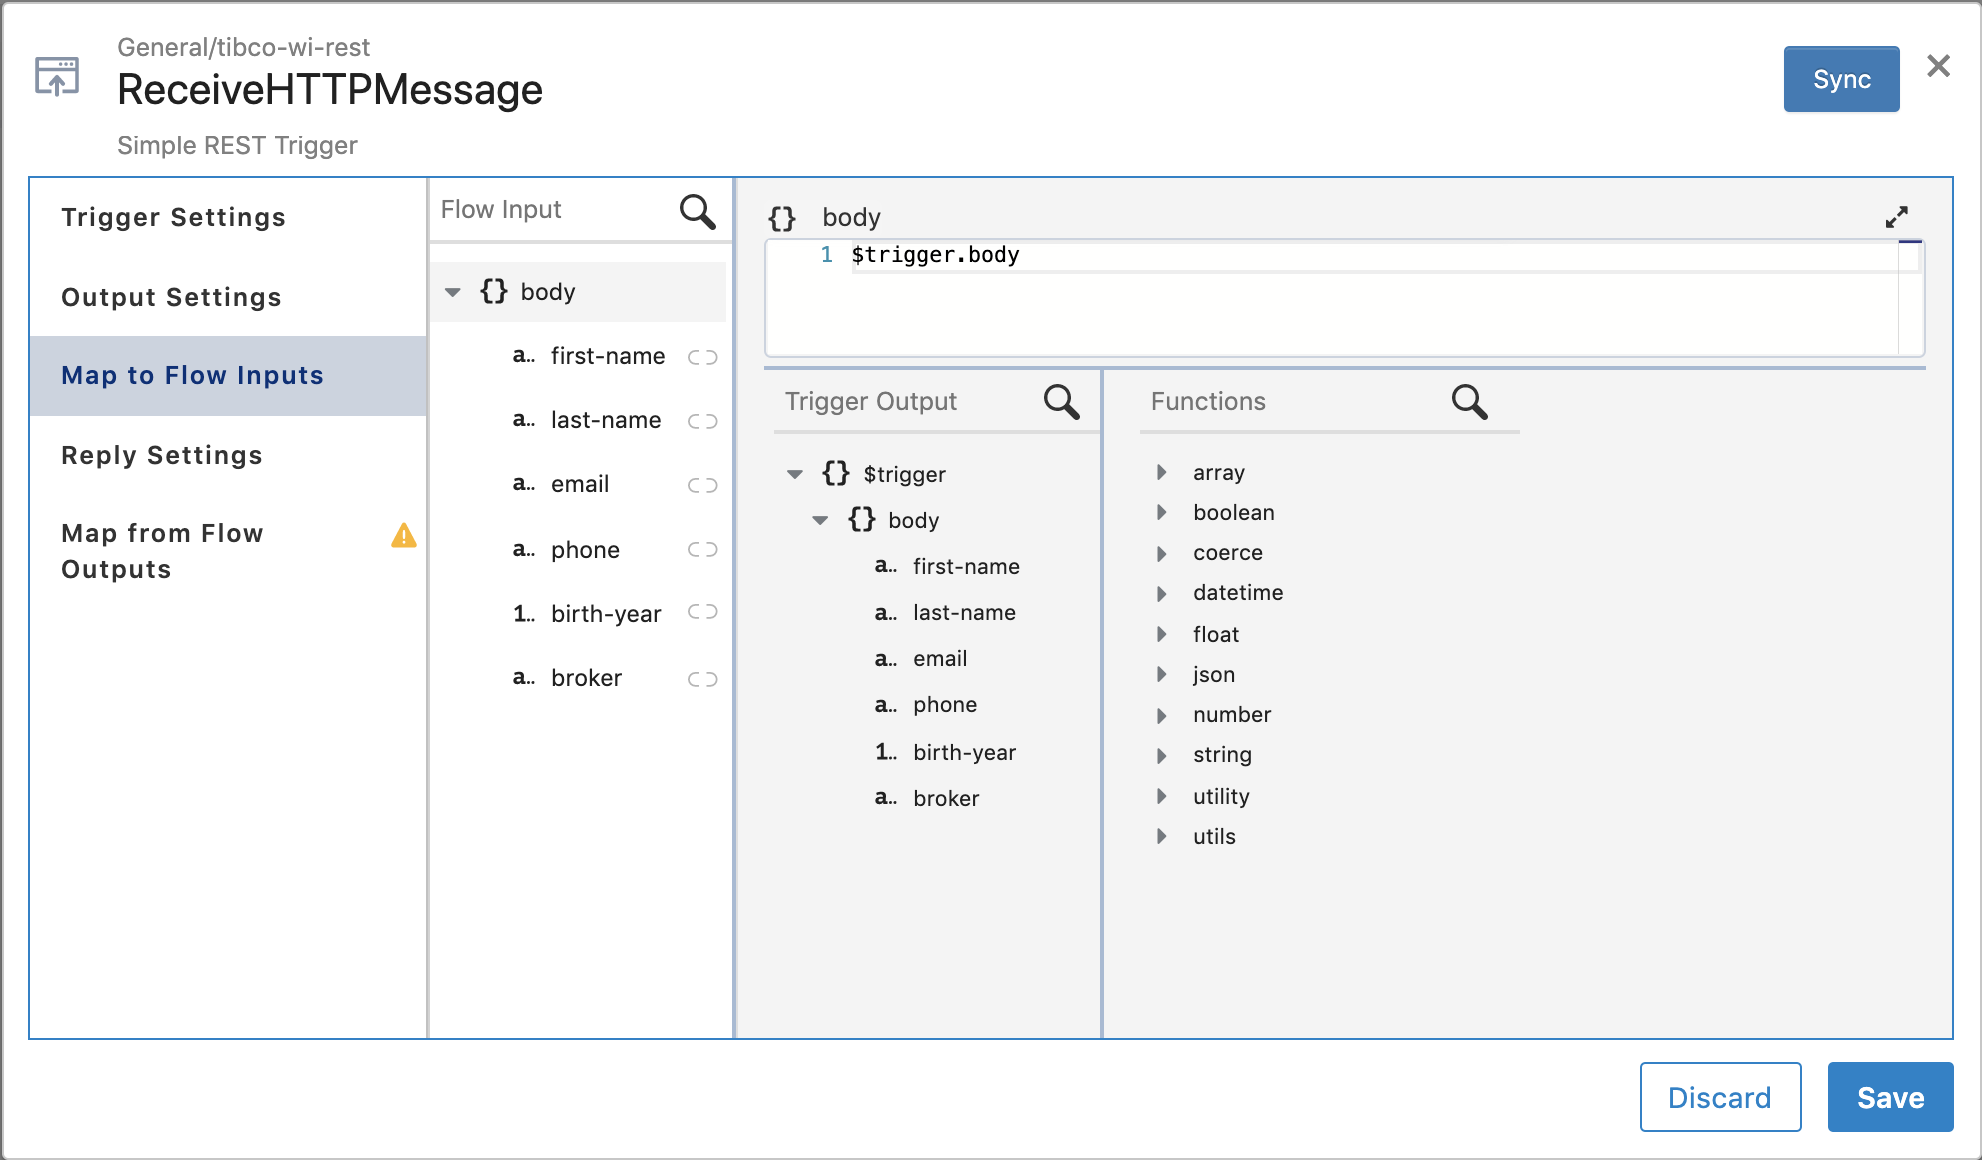 General/tibco-wi-rest
ReceiveHTTPMessage
Simple REST Trigger
Sync
Trigger Settings
Output Settings
Map to Flow Inputs
Reply Settings
Map from Flow
Outputs
Flow Input
{} body
a.. first-name
a.. last-name
a.. email
a.. phone
1.. birth-year
a.. broker
{} body
1 $trigger.body
Trigger Output
{} $trigger
{} body
a.. first-name
a.. last-name
a.. email
a.. phone
1.. birth-year
a.. broker
Functions
array
boolean
coerce
datetime
float
json
number
string
utility
utils
Discard
Save